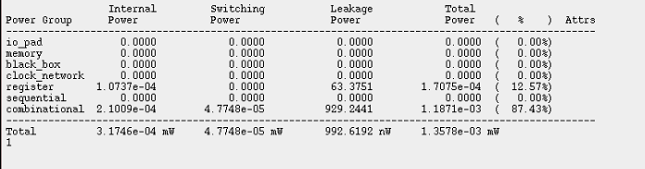 Internal Switching Leakage Total
Power Group Power Power Power Power ( % ) Attrs
--------------------------------------------------------------------------------
io_pad 0.0000 0.0000 0.0000 0.0000 ( 0.00%)
memory 0.0000 0.0000 0.0000 0.0000 ( 0.00%)
black_box 0.0000 0.0000 0.0000 0.0000 ( 0.00%)
clock_network 0.0000 0.0000 0.0000 0.0000 ( 0.00%)
register 1.0737e-04 0.0000 63.3751 1.7075e-04 ( 12.57%)
sequential 0.0000 0.0000 0.0000 0.0000 ( 0.00%)
combinational 2.1009e-04 4.7748e-05 929.2441 1.1871e-03 ( 87.43%)
--------------------------------------------------------------------------------
Total 3.1746e-04 mW 4.7748e-05 mW 992.6192 nW 1.3578e-03 mW
1